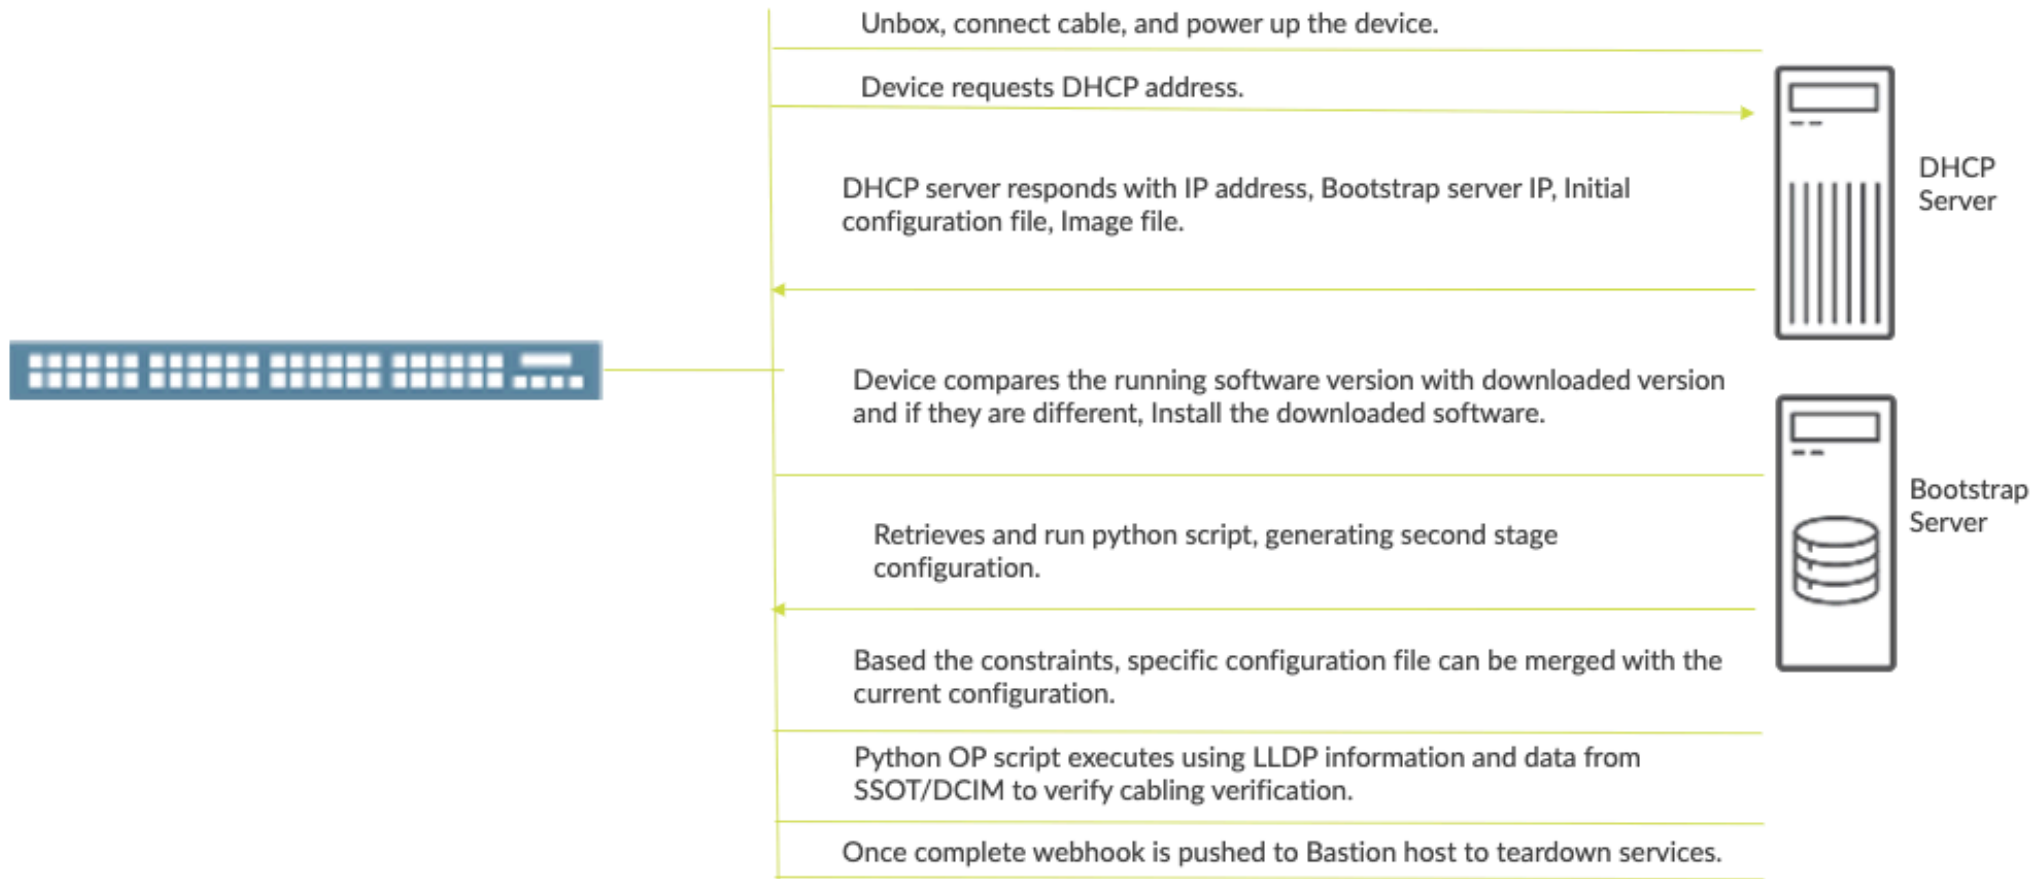 Unbox, connect cable, and power up the device.
Device requests DHCP address.
DHCP
Server
DHCP server responds with IP address, Bootstrap server IP, Initial
configuration file, Image file.
Device compares the running software version with downloaded version
and if they are different, Install the downloaded software.
Bootstrap
Server
Retrieves and run python script, generating second stage
configuration.
Based the constraints, specific configuration file can be merged with the
current configuration.
Python OP script executes using LLDP information and data from
SSOT/DCIM to verify cabling verification.
Once complete webhook is pushed to Bastion host to teardown services.